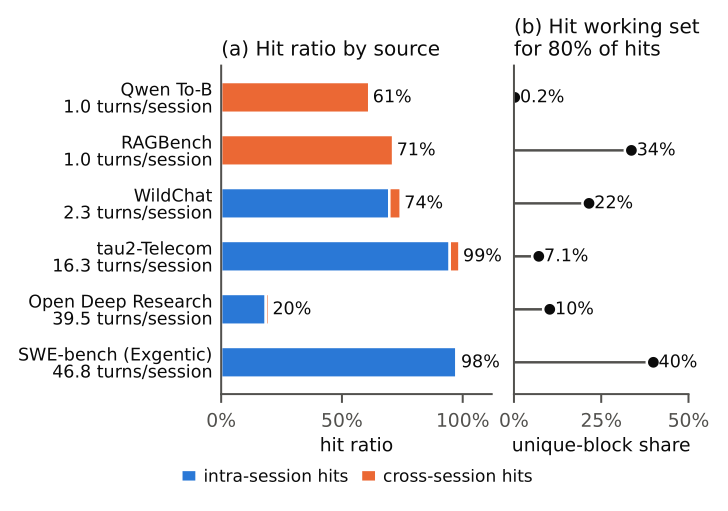 (a) Hit ratio by source
Qwen To-B
1.0 turns/session
61%
RAGBench
1.0 turns/session
71%
WildChat
2.3 turns/session
74%
tau2-Telecom
16.3 turns/session
99%
Open Deep Research
39.5 turns/session
20%
SWE-bench (Exgentic)
46.8 turns/session
98%
0% 50% 100%
hit ratio
(b) Hit working set
for 80% of hits
0.2%
34%
22%
7.1%
10%
40%
0% 25% 50%
unique-block share
intra-session hits cross-session hits